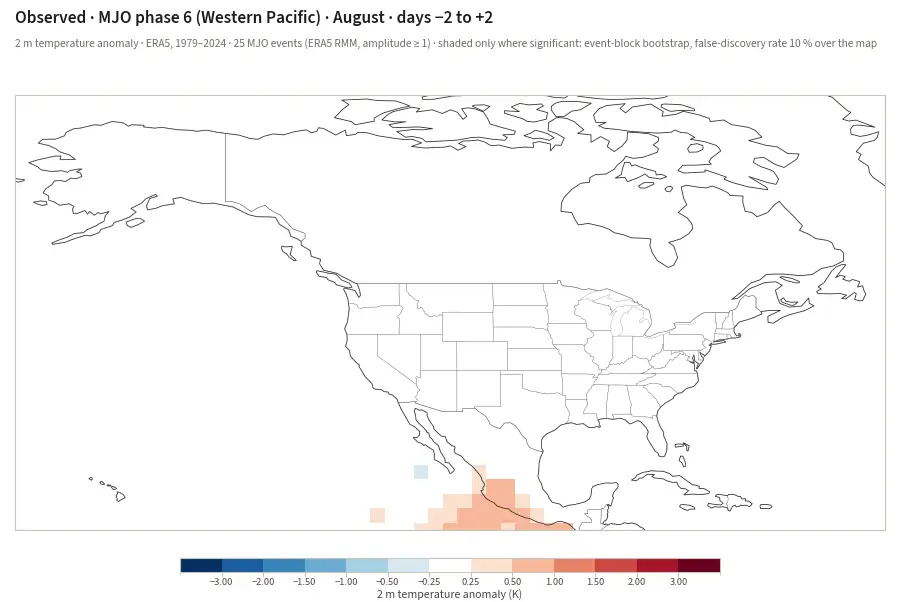 Observed · MJO phase 6 (Western Pacific) · August · days −2 to +2
2 m temperature anomaly · ERA5, 1979–2024 · 25 MJO events (ERA5 RMM, amplitude ≥ 1) · shaded only where significant: event-block bootstrap, false-discovery rate 10 % over the map
−3.00 −2.00 −1.50 −1.00 −0.50 −0.25 0.25 0.50 1.00 1.50 2.00 3.00
2 m temperature anomaly (K)